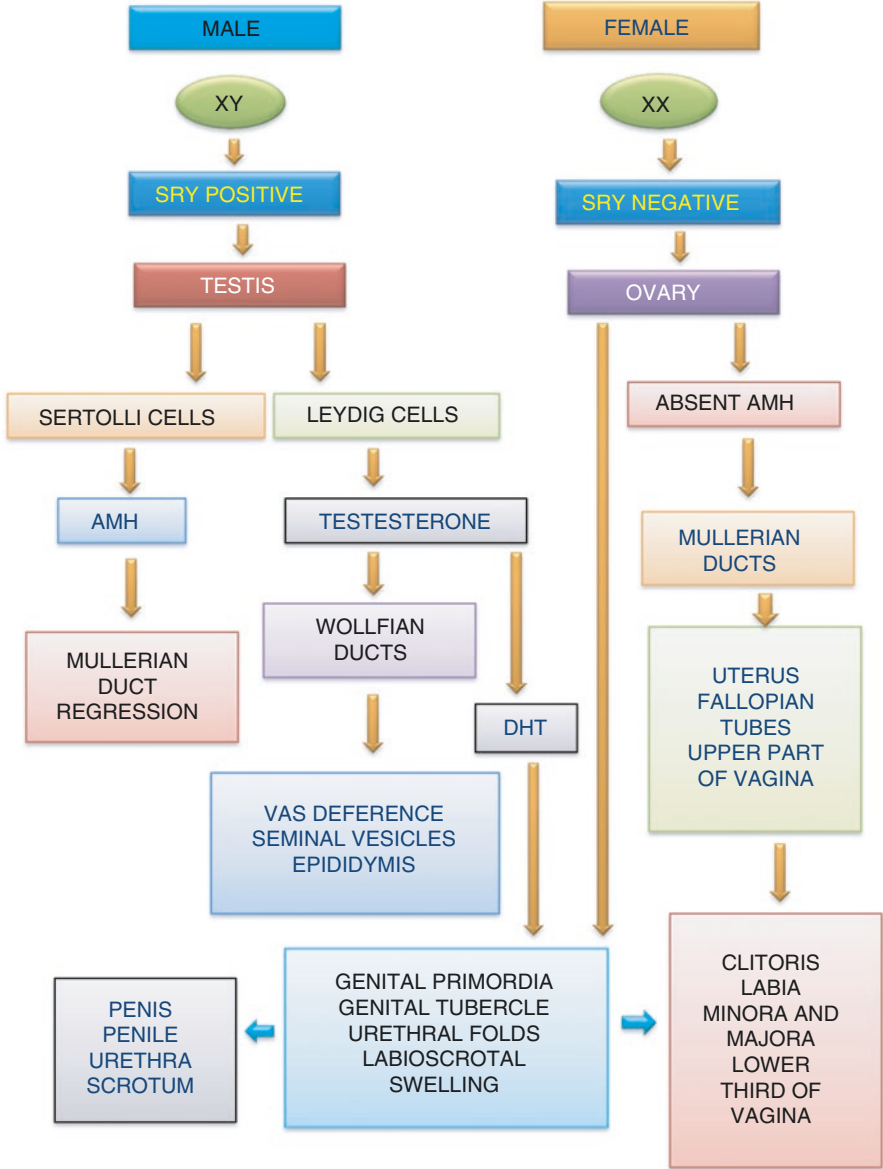 MALE
FEMALE
XY
XX
SRY POSITIVE
SRY NEGATIVE
TESTIS
OVARY
SERTOLLI CELLS
LEYDIG CELLS
ABSENT AMH
AMH
TESTESTERONE
MULLERIAN
DUCTS
MULLERIAN
DUCT
REGRESSION
WOLLFIAN
DUCTS
DHT
UTERUS
FALLOPIAN
TUBES
UPPER PART
OF VAGINA
VAS DEFERENCE
SEMINAL VESICLES
EPIDIDYMIS
PENIS
PENILE
URETHRA
SCROTUM
GENITAL PRIMORDIA
GENITAL TUBERCLE
URETHRAL FOLDS
LABIOSCROTAL
SWELLING
CLITORIS
LABIA
MINORA AND
MAJORA
LOWER
THIRD OF
VAGINA